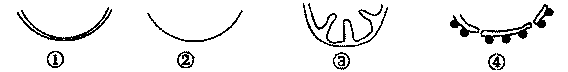 ① ② ③ ④